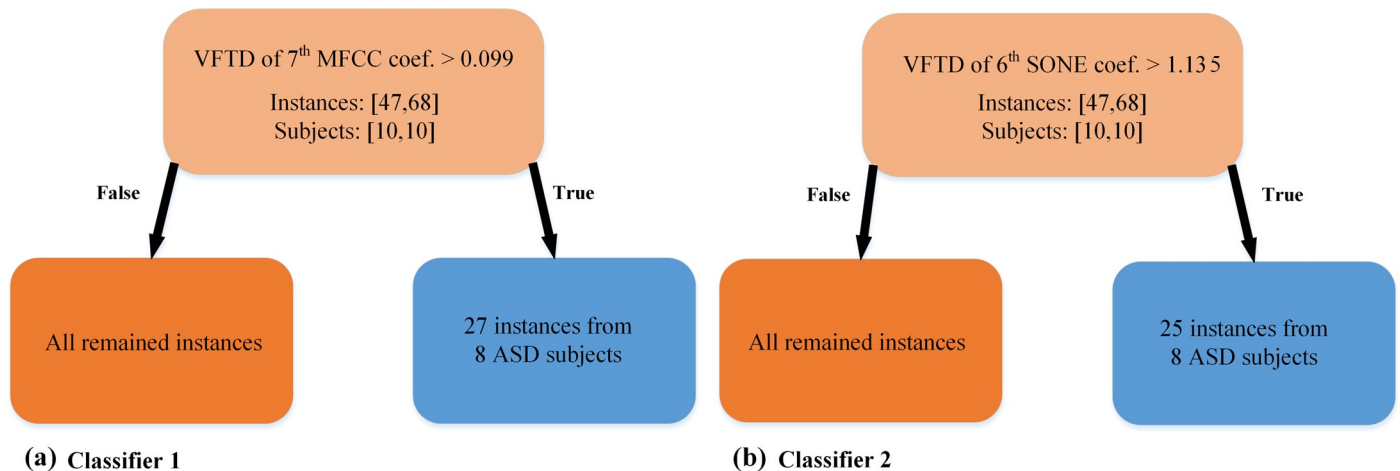 VFTD of 7th MFCC coef. > 0.099
Instances: [47,68]
Subjects: [10,10]
False
True
All remained instances
27 instances from
8 ASD subjects
(a) Classifier 1
VFTD of 6th SONE coef. > 1.135
Instances: [47,68]
Subjects: [10,10]
False
True
All remained instances
25 instances from
8 ASD subjects
(b) Classifier 2